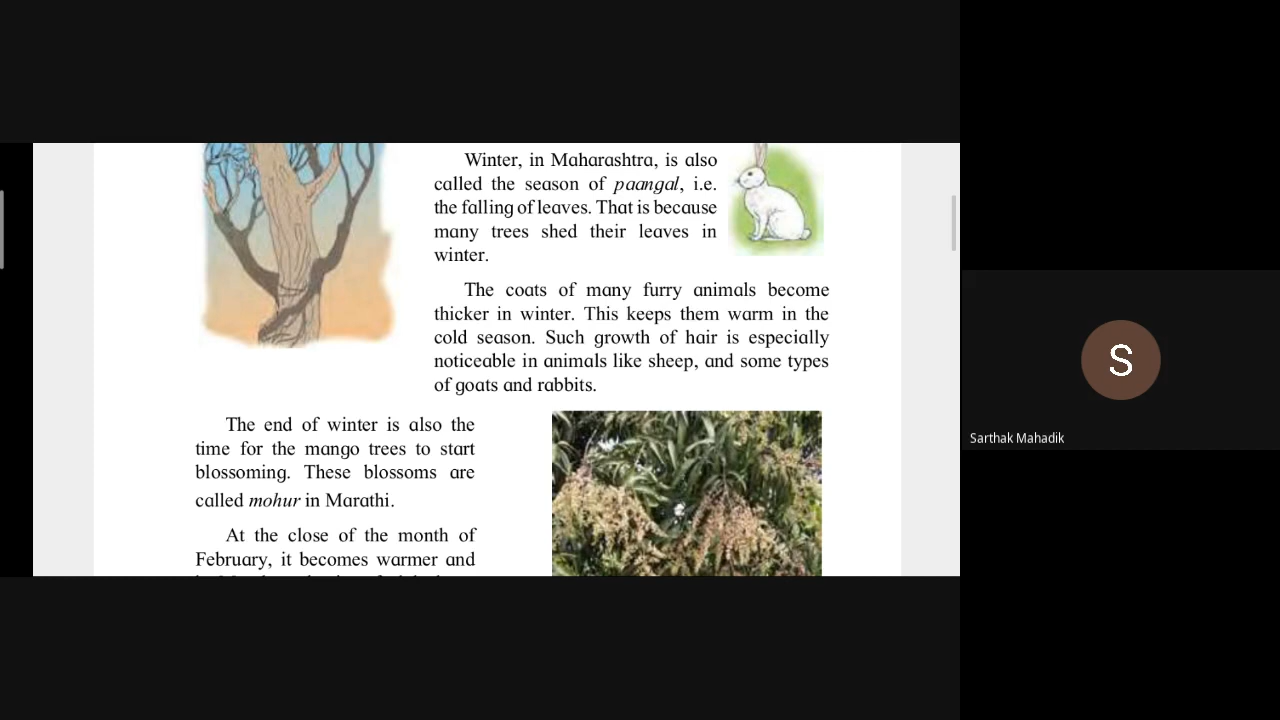 Winter, in Maharashtra, is also
called the season of paangal, i.e.
the falling of leaves. That is because
many trees shed their leaves in
winter.
The coats of many furry animals become
thicker in winter. This keeps them warm in the
cold season. Such growth of hair is especially
noticeable in animals like sheep, and some types
of goats and rabbits.
The end of winter is also the
time for the mango trees to start
blossoming. These blossoms are
called mohur in Marathi.
At the close of the month of
February, it becomes warmer and
S
Sarthak Mahadik